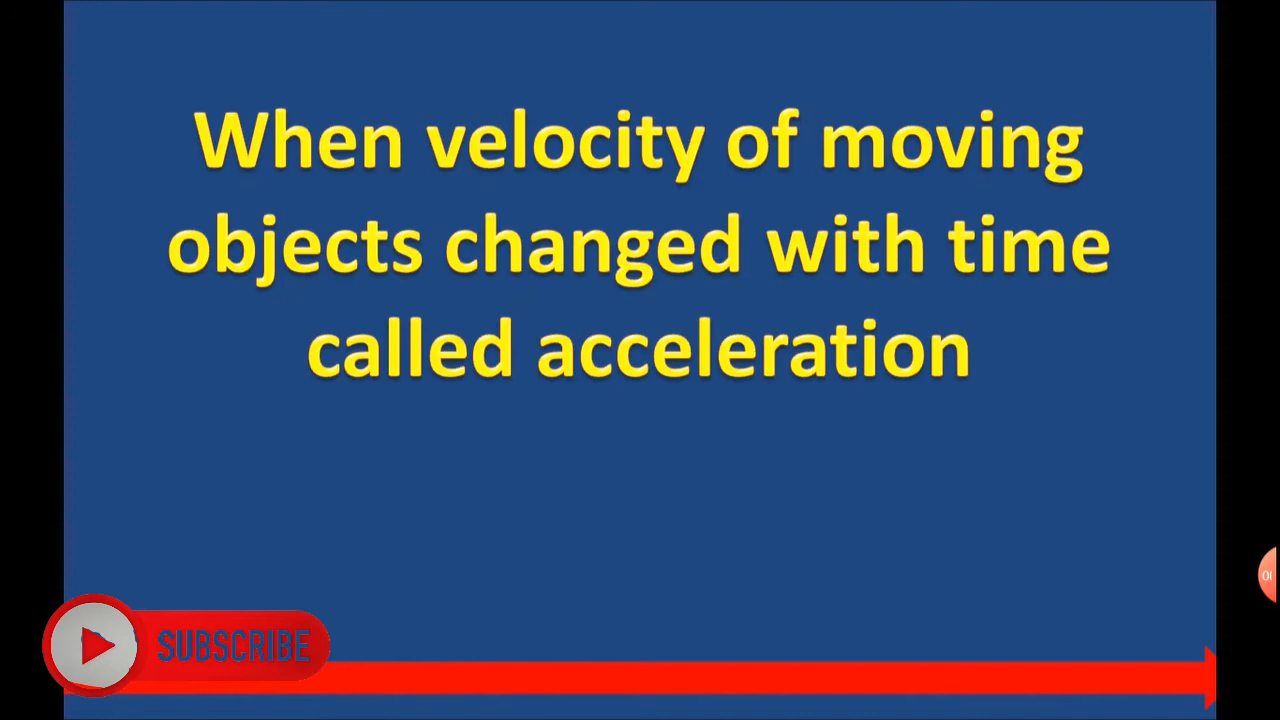 When velocity of moving
objects changed with time
called acceleration
SUBSCRIBE